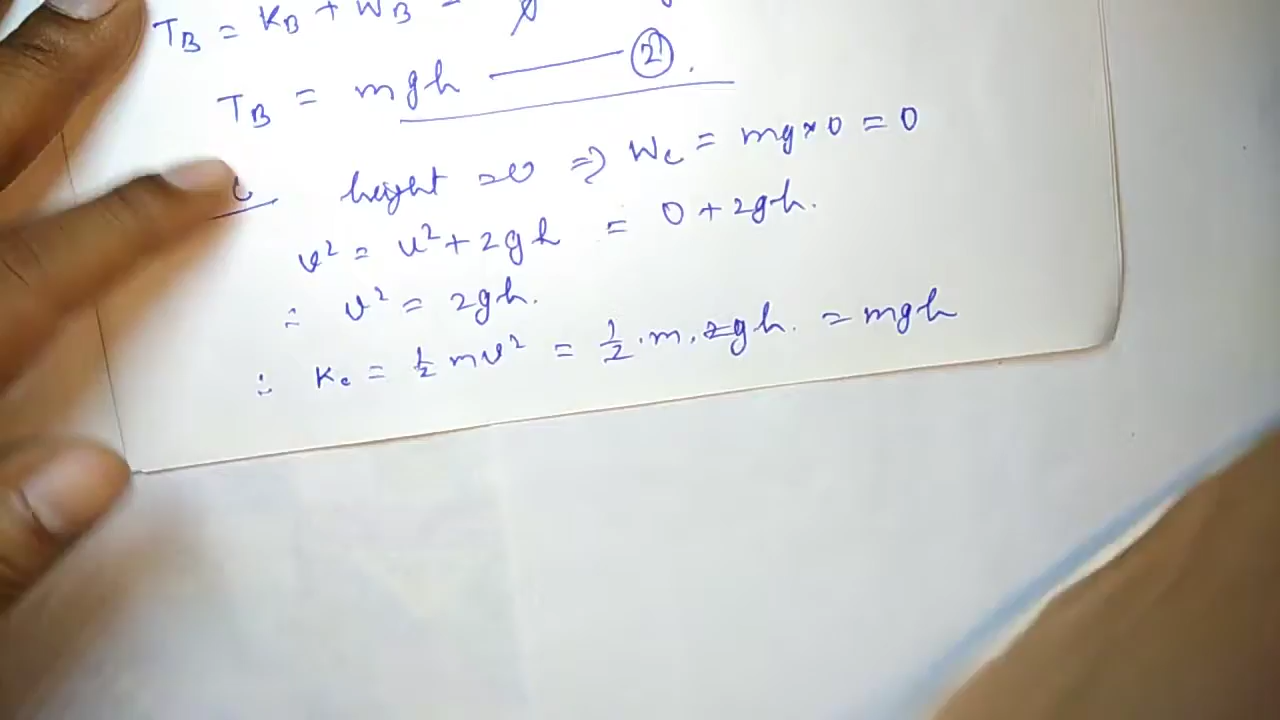 T_B = K_B + W_B =
T_B = mgh —— ②.
C height = 0 ⇒ W_c = mg × 0 = 0
v² = u² + 2gh = 0 + 2gh.
∴ v² = 2gh.
∴ K_c = ½ mv² = ½ · m · 2gh. = mgh